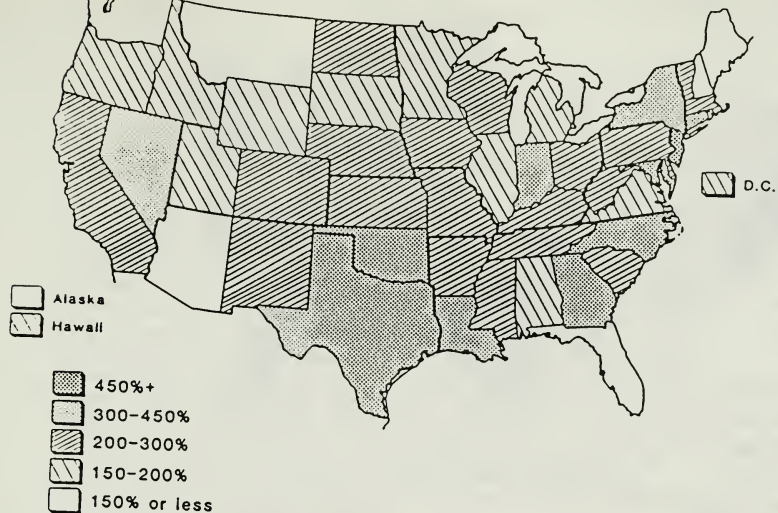 D.C.
Alaska
Hawaii
450%+
300-450%
200-300%
150-200%
150% or less